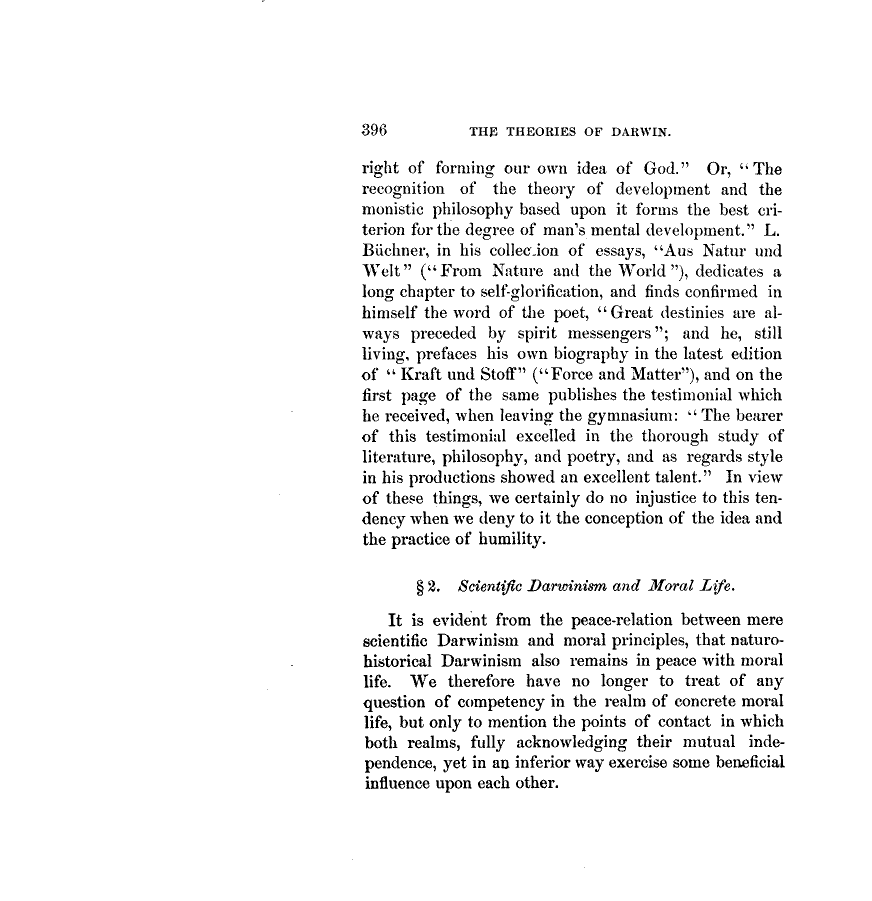 396 THE THEORIES OF DARWIN.
right of forming our own idea of God." Or, "The
recognition of the theory of development and the
monistic philosophy based upon it forms the best cri-
terion for the degree of man's mental development." L.
Büchner, in his collec.ion of essays, "Aus Natur und
Welt" ("From Nature and the World"), dedicates a
long chapter to self-glorification, and finds confirmed in
himself the word of the poet, "Great destinies are al-
ways preceded by spirit messengers"; and he, still
living, prefaces his own biography in the latest edition
of "Kraft und Stoff" ("Force and Matter"), and on the
first page of the same publishes the testimonial which
he received, when leaving the gymnasium: "The bearer
of this testimonial excelled in the thorough study of
literature, philosophy, and poetry, and as regards style
in his productions showed an excellent talent." In view
of these things, we certainly do no injustice to this ten-
dency when we deny to it the conception of the idea and
the practice of humility.
§ 2. Scientific Darwinism and Moral Life.
It is evident from the peace-relation between mere
scientific Darwinism and moral principles, that naturo-
historical Darwinism also remains in peace with moral
life. We therefore have no longer to treat of any
question of competency in the realm of concrete moral
life, but only to mention the points of contact in which
both realms, fully acknowledging their mutual inde-
pendence, yet in an inferior way exercise some beneficial
influence upon each other.